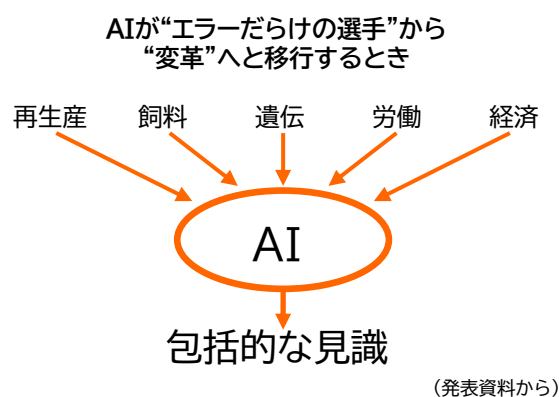 AIが“エラーだらけの選手”から
“変革”へと移行するとき
再生産 飼料 遺伝 労働 経済
AI
包括的な見識
（発表資料から）